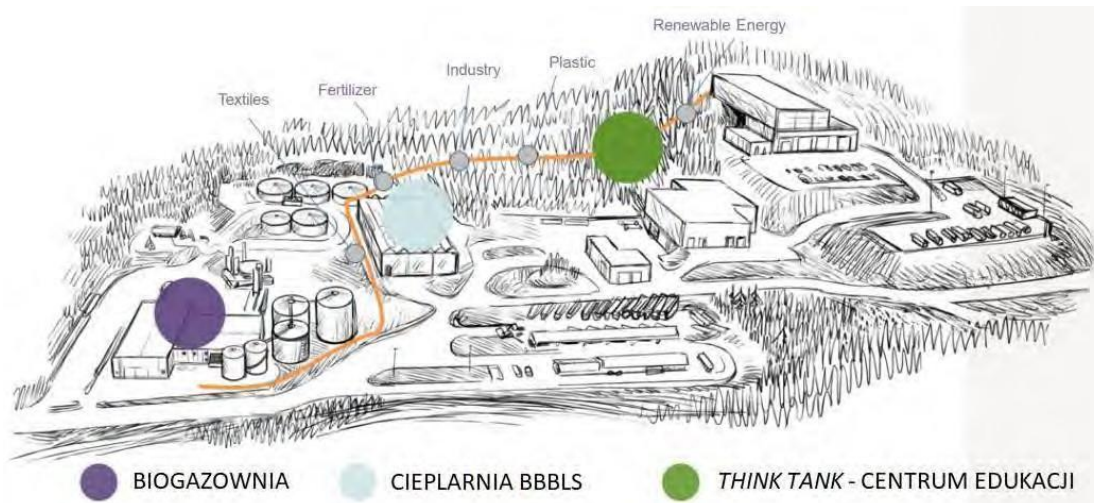 Renewable Energy
Plastic
Industry
Fertilizer
Textiles
BIOGAZOWNIA
CIEPLARNIA BBBLS
THINK TANK - CENTRUM EDUKACJI